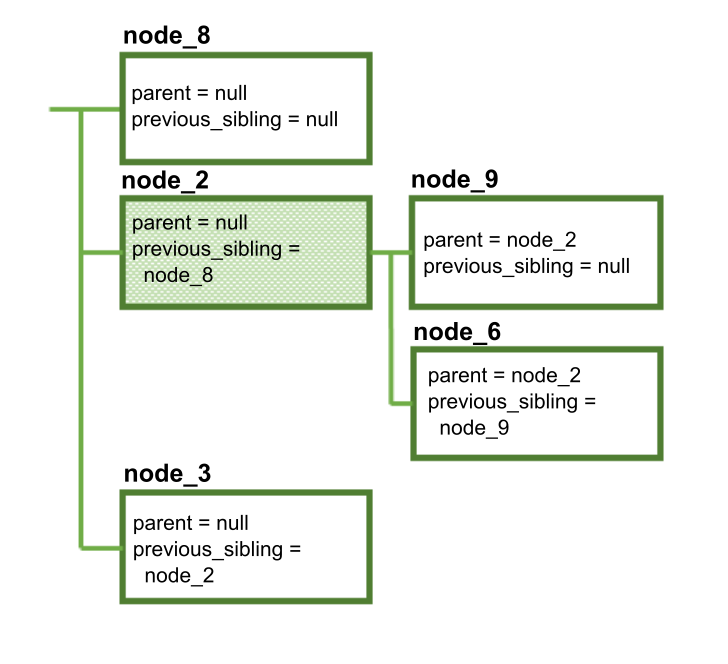 node_8
parent = null
previous_sibling = null
node_2
parent = null
previous_sibling =
node_8
node_9
parent = node_2
previous_sibling = null
node_6
parent = node_2
previous_sibling =
node_9
node_3
parent = null
previous_sibling =
node_2